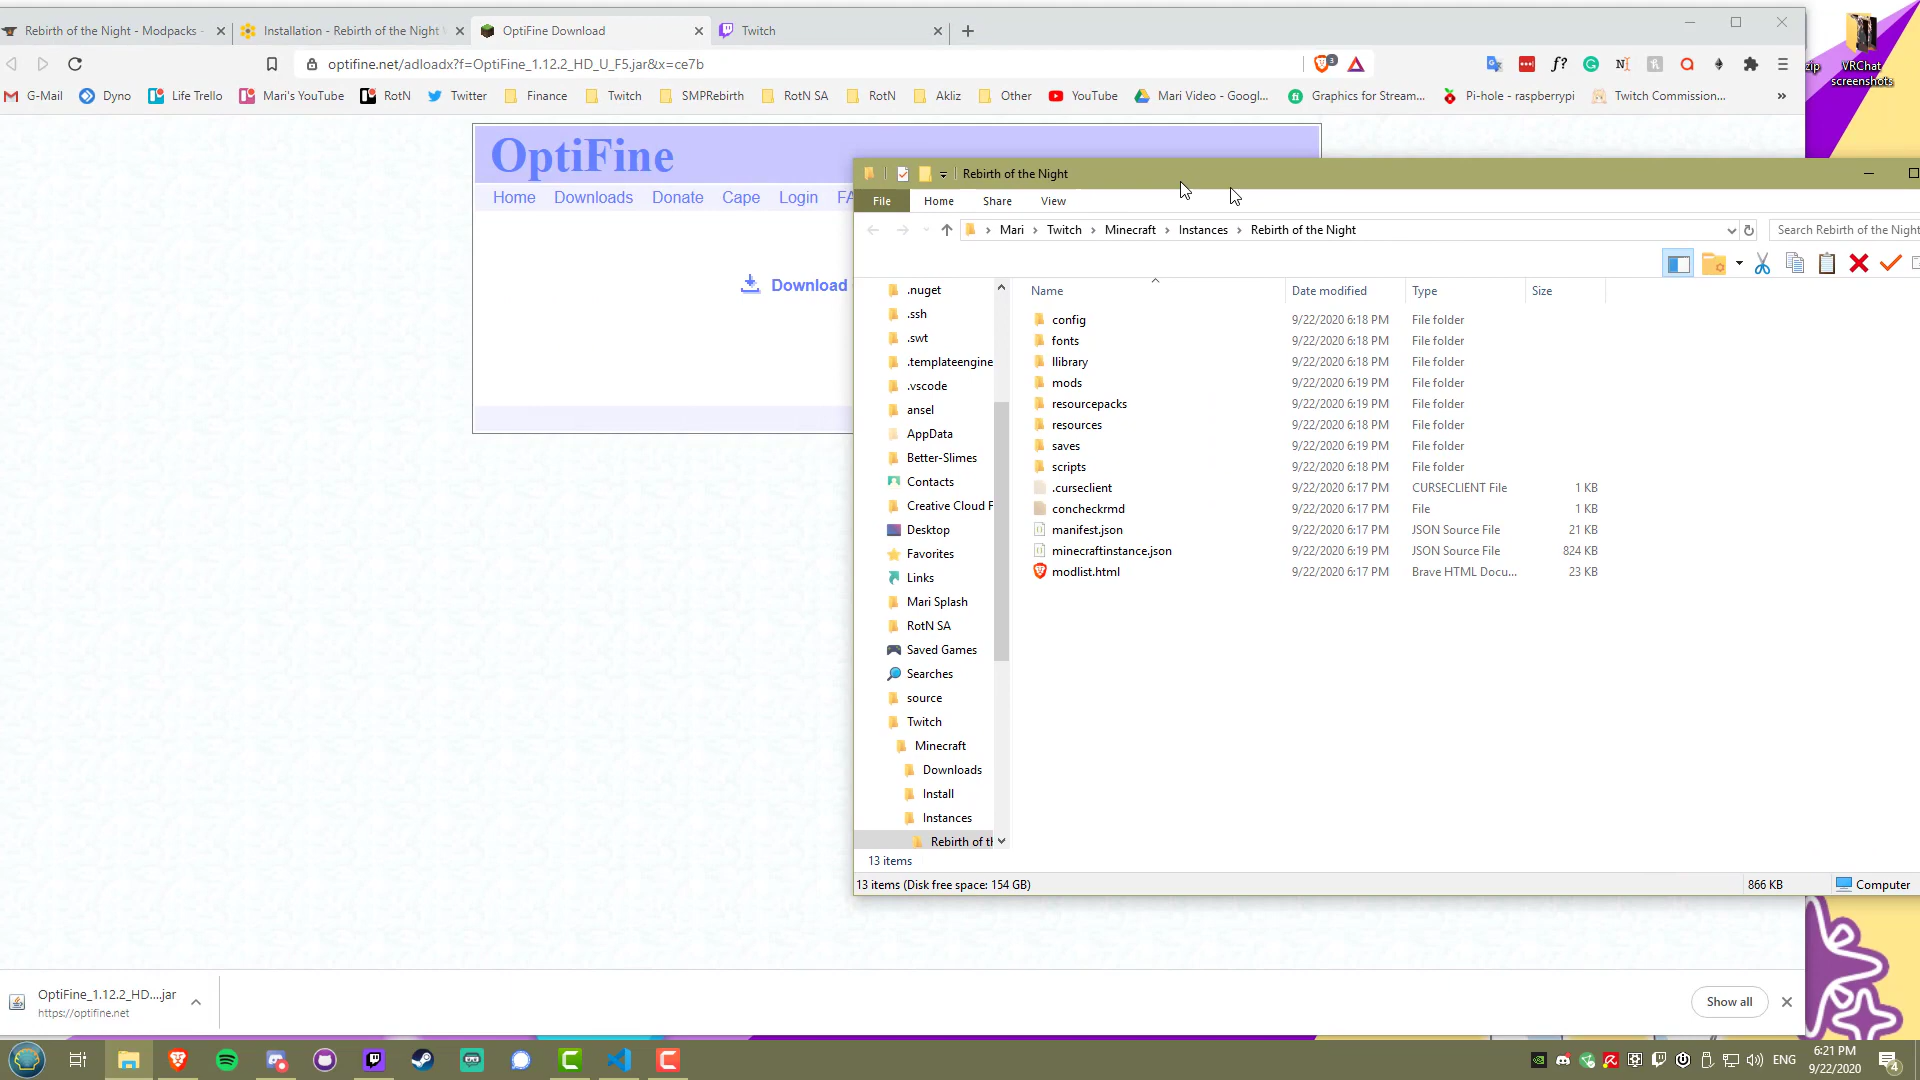 Rebirth of the Night - Modpacks -
Installation - Rebirth of the Night
OptiFine Download
Twitch
optifine.net/adloadx?f=OptiFine_1.12.2_HD_U_F5.jar&x=ce7b
3
G-Mail
Dyno
Life Trello
Mari's YouTube
RotN
Twitter
Finance
Twitch
SMPRebirth
RotN SA
RotN
Akliz
Other
YouTube
Mari Video - Googl...
Graphics for Stream...
Pi-hole - raspberrypi
Twitch Commission...
»
zip
VRChat
screenshots
OptiFine
Home
Downloads
Donate
Cape
Login
FA
Download
Rebirth of the Night
File
Home
Share
View
Mari
Twitch
Minecraft
Instances
Rebirth of the Night
Search Rebirth of the Night
.nuget
.ssh
.swt
.templateengine
.vscode
ansel
AppData
Better-Slimes
Contacts
Creative Cloud F
Desktop
Favorites
Links
Mari Splash
RotN SA
Saved Games
Searches
source
Twitch
Minecraft
Downloads
Install
Instances
Rebirth of th
Name
Date modified
Type
Size
config 9/22/2020 6:18 PM File folder
fonts 9/22/2020 6:18 PM File folder
llibrary 9/22/2020 6:18 PM File folder
mods 9/22/2020 6:19 PM File folder
resourcepacks 9/22/2020 6:19 PM File folder
resources 9/22/2020 6:18 PM File folder
saves 9/22/2020 6:19 PM File folder
scripts 9/22/2020 6:18 PM File folder
.curseclient 9/22/2020 6:17 PM CURSECLIENT File 1 KB
concheckrmd 9/22/2020 6:17 PM File 1 KB
manifest.json 9/22/2020 6:17 PM JSON Source File 21 KB
minecraftinstance.json 9/22/2020 6:19 PM JSON Source File 824 KB
modlist.html 9/22/2020 6:17 PM Brave HTML Docu... 23 KB
13 items
13 items (Disk free space: 154 GB)
866 KB
Computer
OptiFine_1.12.2_HD....jar
https://optifine.net
Show all
ENG
6:21 PM
9/22/2020
4